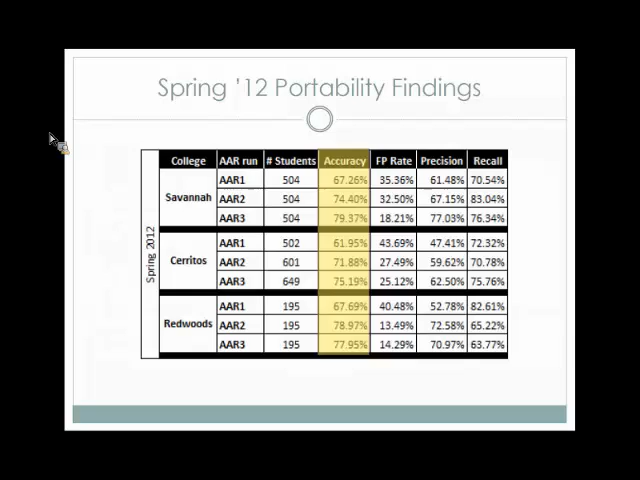 Spring ’12 Portability Findings
College AAR run # Students Accuracy FP Rate Precision Recall
Spring 2012
Savannah
AAR1 504 67.26% 35.36% 61.48% 70.54%
AAR2 504 74.40% 32.50% 67.15% 83.04%
AAR3 504 79.37% 18.21% 77.03% 76.34%
Cerritos
AAR1 502 61.95% 43.69% 47.41% 72.32%
AAR2 601 71.88% 27.49% 59.62% 70.78%
AAR3 649 75.19% 25.12% 62.50% 75.76%
Redwoods
AAR1 195 67.69% 40.48% 52.78% 82.61%
AAR2 195 78.97% 13.49% 72.58% 65.22%
AAR3 195 77.95% 14.29% 70.97% 63.77%